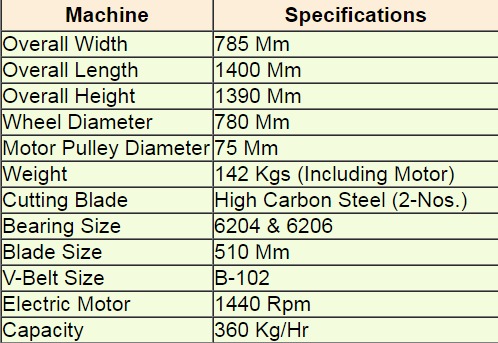 Machine Specifications
Overall Width 785 Mm
Overall Length 1400 Mm
Overall Height 1390 Mm
Wheel Diameter 780 Mm
Motor Pulley Diameter 75 Mm
Weight 142 Kgs (Including Motor)
Cutting Blade High Carbon Steel (2-Nos.)
Bearing Size 6204 & 6206
Blade Size 510 Mm
V-Belt Size B-102
Electric Motor 1440 Rpm
Capacity 360 Kg/Hr